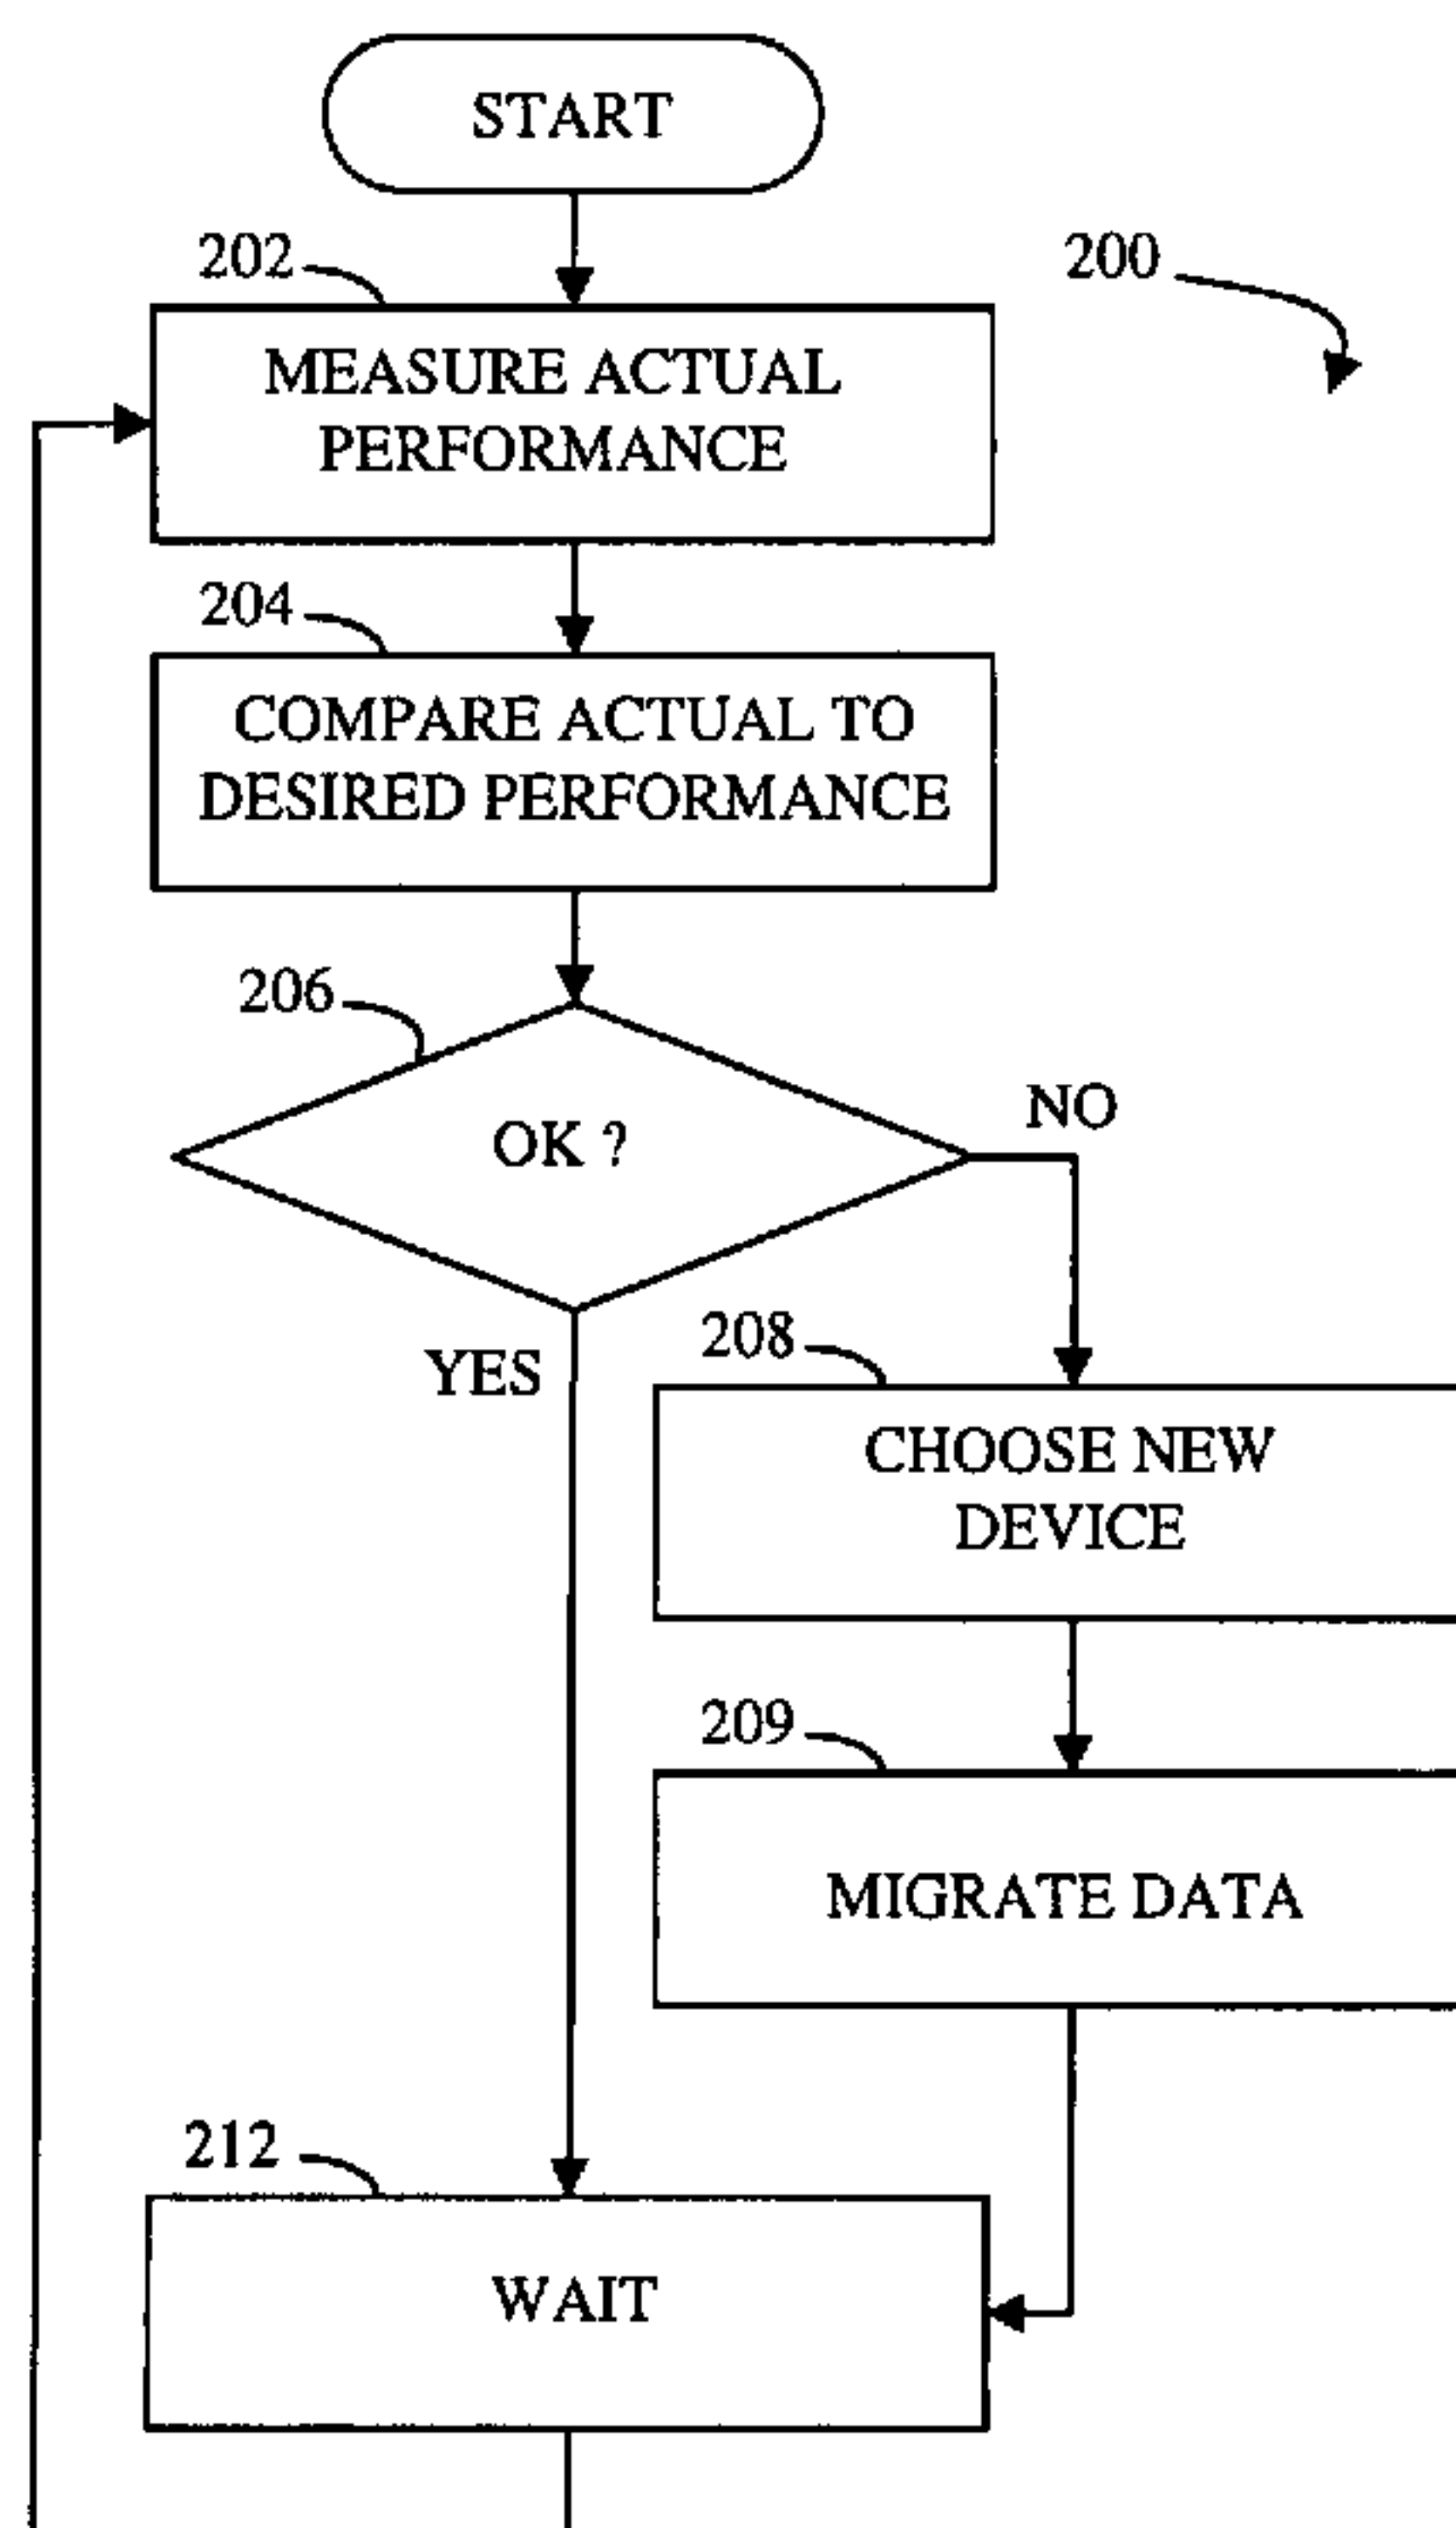 START
202
200
MEASURE ACTUAL
PERFORMANCE
204
COMPARE ACTUAL TO
DESIRED PERFORMANCE
206
OK ?
NO
YES
208
CHOOSE NEW
DEVICE
209
MIGRATE DATA
212
WAIT